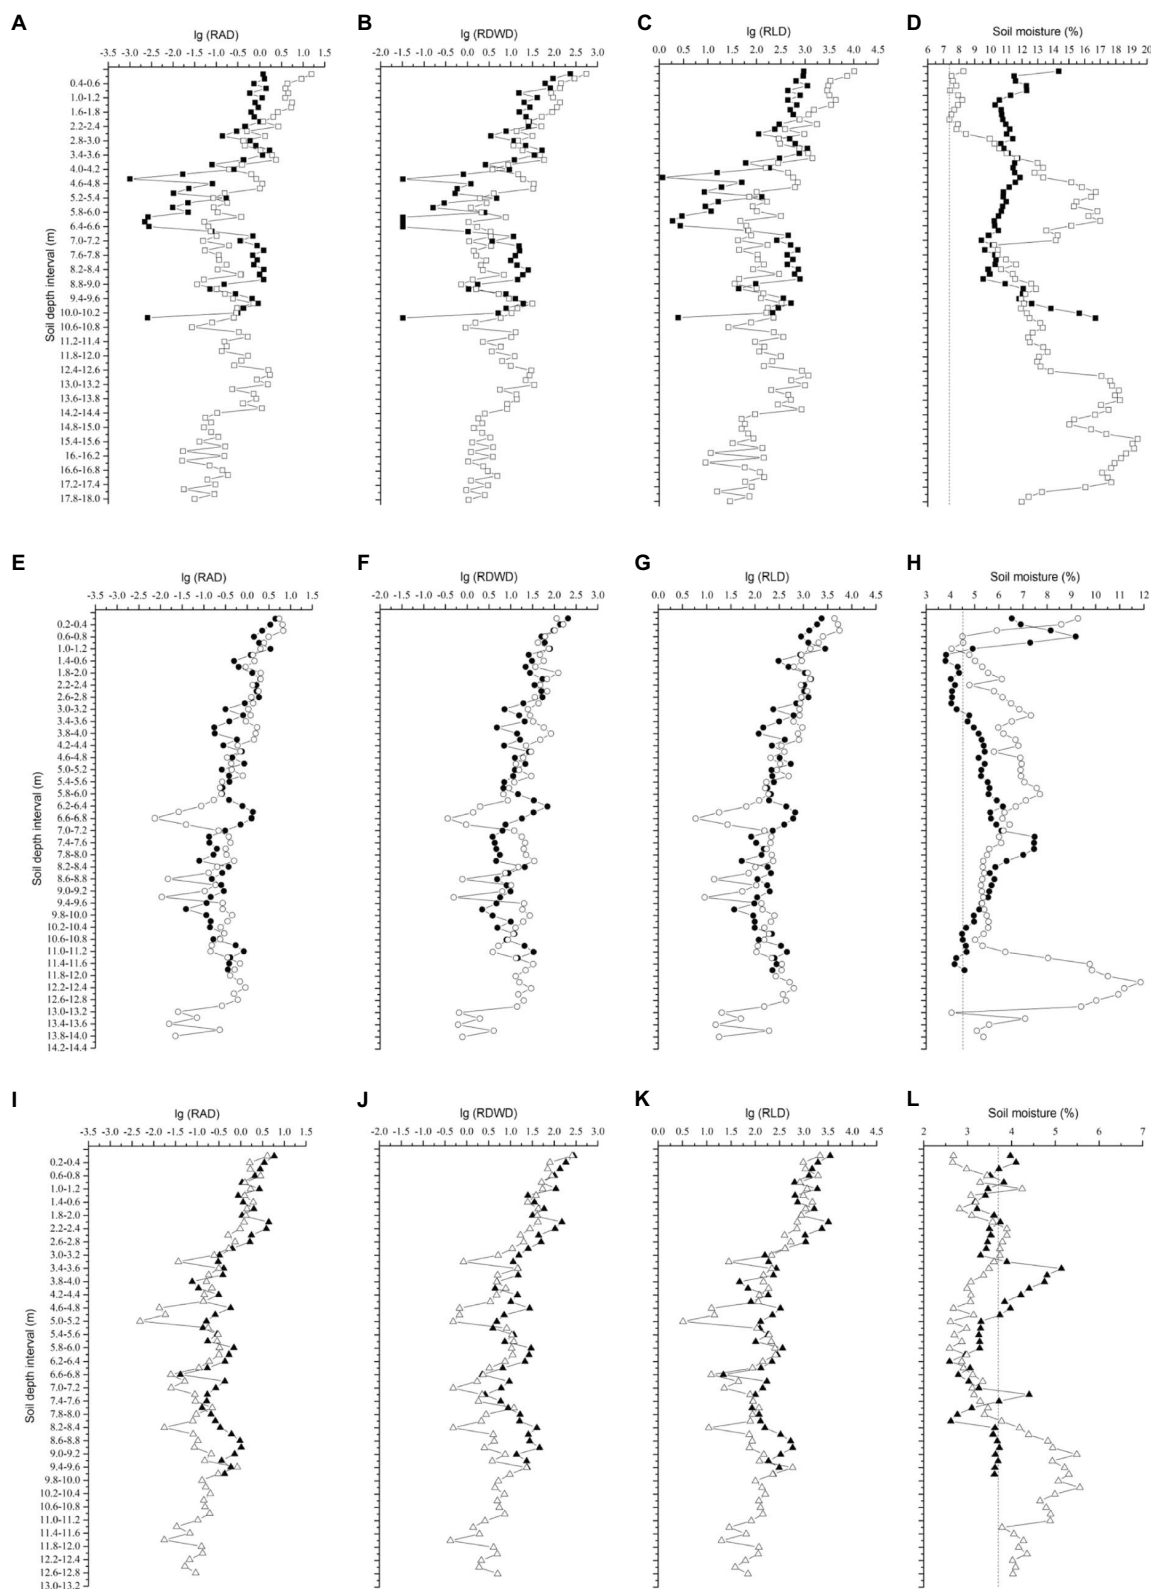 A
lg (RAD)
-3.5 -3.0 -2.5 -2.0 -1.5 -1.0 -0.5 0.0 0.5 1.0 1.5
B
lg (RDWD)
-2.0 -1.5 -1.0 -0.5 0.0 0.5 1.0 1.5 2.0 2.5 3.0
C
lg (RLD)
0.0 0.5 1.0 1.5 2.0 2.5 3.0 3.5 4.0 4.5
D
Soil moisture (%)
6 7 8 9 10 11 12 13 14 15 16 17 18 19 20
Soil depth interval (m)
0.4-0.6
1.0-1.2
1.6-1.8
2.2-2.4
2.8-3.0
3.4-3.6
4.0-4.2
4.6-4.8
5.2-5.4
5.8-6.0
6.4-6.6
7.0-7.2
7.6-7.8
8.2-8.4
8.8-9.0
9.4-9.6
10.0-10.2
10.6-10.8
11.2-11.4
11.8-12.0
12.4-12.6
13.0-13.2
13.6-13.8
14.2-14.4
14.8-15.0
15.4-15.6
16.-16.2
16.6-16.8
17.2-17.4
17.8-18.0
E
lg (RAD)
-3.5 -3.0 -2.5 -2.0 -1.5 -1.0 -0.5 0.0 0.5 1.0 1.5
F
lg (RDWD)
-2.0 -1.5 -1.0 -0.5 0.0 0.5 1.0 1.5 2.0 2.5 3.0
G
lg (RLD)
0.0 0.5 1.0 1.5 2.0 2.5 3.0 3.5 4.0 4.5
H
Soil moisture (%)
3 4 5 6 7 8 9 10 11 12
Soil depth interval (m)
0.2-0.4
0.6-0.8
1.0-1.2
1.4-1.6
1.8-2.0
2.2-2.4
2.6-2.8
3.0-3.2
3.4-3.6
3.8-4.0
4.2-4.4
4.6-4.8
5.0-5.2
5.4-5.6
5.8-6.0
6.2-6.4
6.6-6.8
7.0-7.2
7.4-7.6
7.8-8.0
8.2-8.4
8.6-8.8
9.0-9.2
9.4-9.6
9.8-10.0
10.2-10.4
10.6-10.8
11.0-11.2
11.4-11.6
11.8-12.0
12.2-12.4
12.6-12.8
13.0-13.2
13.4-13.6
13.8-14.0
14.2-14.4
I
lg (RAD)
-3.5 -3.0 -2.5 -2.0 -1.5 -1.0 -0.5 0.0 0.5 1.0 1.5
J
lg (RDWD)
-2.0 -1.5 -1.0 -0.5 0.0 0.5 1.0 1.5 2.0 2.5 3.0
K
lg (RLD)
0.0 0.5 1.0 1.5 2.0 2.5 3.0 3.5 4.0 4.5
L
Soil moisture (%)
2 3 4 5 6 7
Soil depth interval (m)
0.2-0.4
0.6-0.8
1.0-1.2
1.4-1.6
1.8-2.0
2.2-2.4
2.6-2.8
3.0-3.2
3.4-3.6
3.8-4.0
4.2-4.4
4.6-4.8
5.0-5.2
5.4-5.6
5.8-6.0
6.2-6.4
6.6-6.8
7.0-7.2
7.4-7.6
7.8-8.0
8.2-8.4
8.6-8.8
9.0-9.2
9.4-9.6
9.8-10.0
10.2-10.4
10.6-10.8
11.0-11.2
11.4-11.6
11.8-12.0
12.2-12.4
12.6-12.8
13.0-13.2